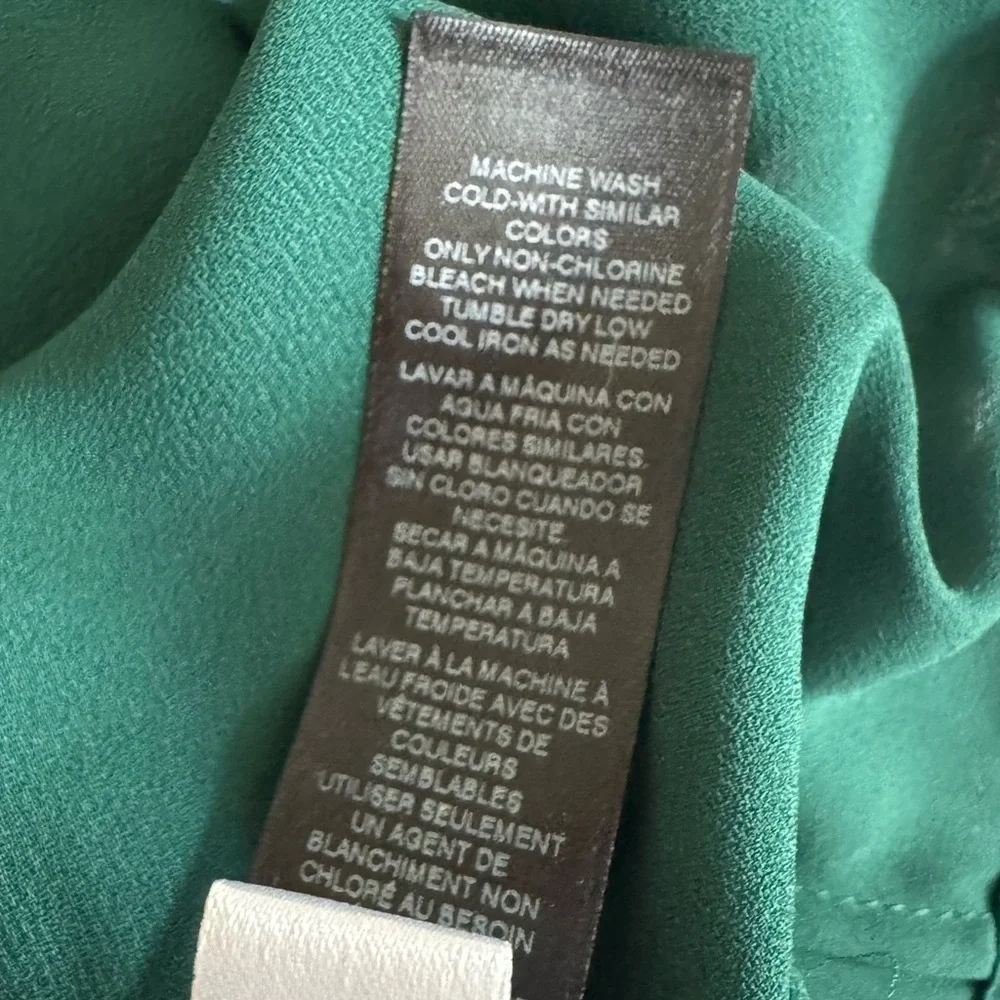 MACHINE WASH
COLD-WITH SIMILAR
COLORS
ONLY NON-CHLORINE
BLEACH WHEN NEEDED
TUMBLE DRY LOW
COOL IRON AS NEEDED
LAVAR A MÁQUINA CON
AGUA FRIA CON
COLORES SIMILARES.
USAR BLANQUEADOR
SIN CLORO CUANDO SE
NECESITE.
SECAR A MÁQUINA A
BAJA TEMPERATURA
PLANCHAR A BAJA
TEMPERATURA
LAVER À LA MACHINE À
L'EAU FROIDE AVEC DES
VÊTEMENTS DE
COULEURS
SEMBLABLES
UTILISER SEULEMENT
UN AGENT DE
BLANCHIMENT NON
CHLORÉ AU BESOIN